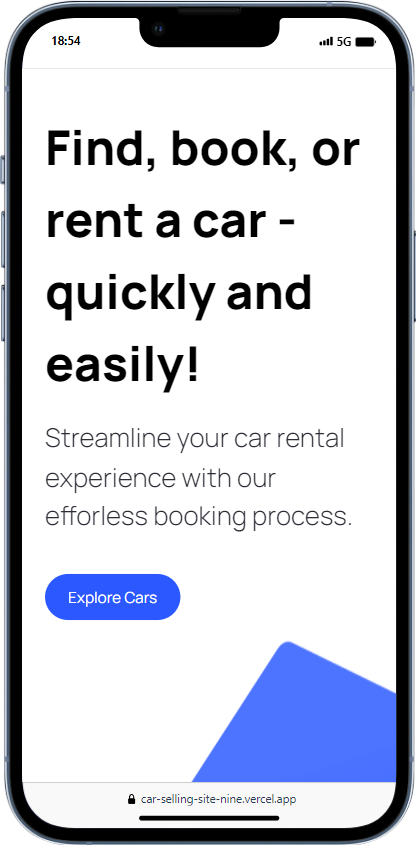 18:54 5G
Find, book, or
rent a car -
quickly and
easily!
Streamline your car rental
experience with our
efforless booking process.
Explore Cars
car-selling-site-nine.vercel.app